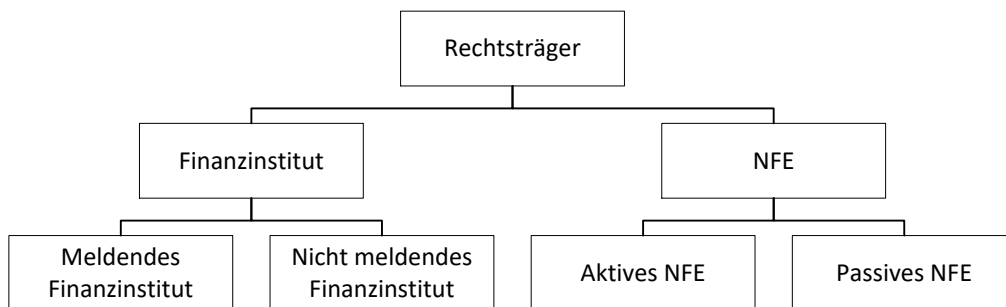 Rechtsträger
Finanzinstitut
NFE
Meldendes
Finanzinstitut
Nicht meldendes
Finanzinstitut
Aktives NFE
Passives NFE